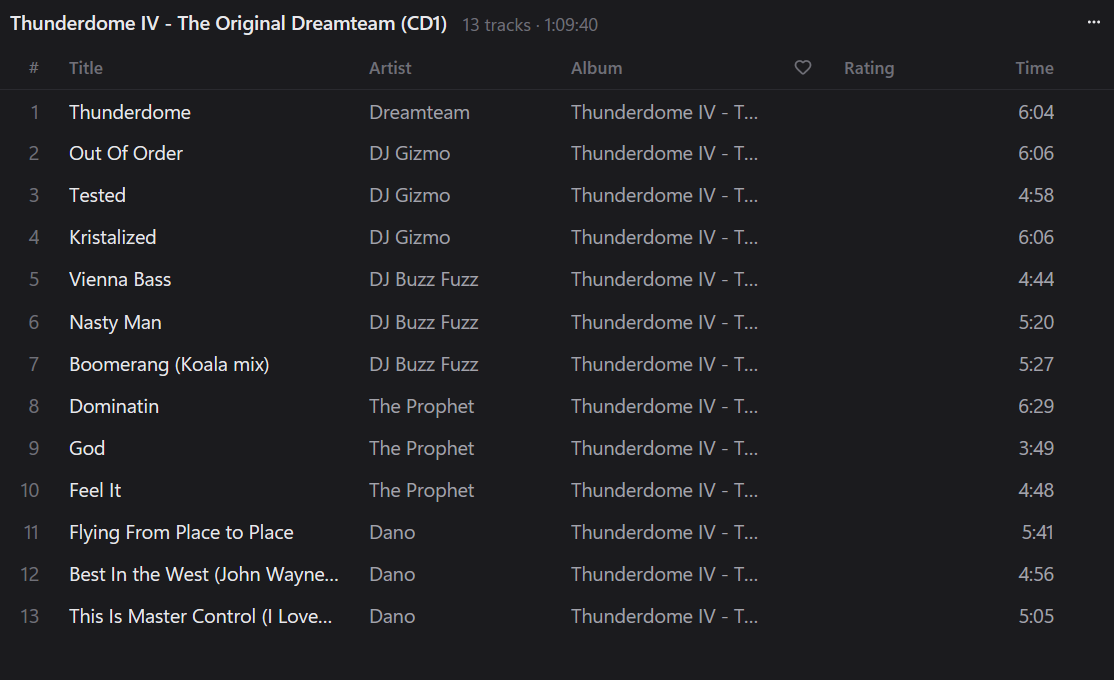 Thunderdome IV - The Original Dreamteam (CD1) 13 tracks · 1:09:40 ...
# Title Artist Album Rating Time
1 Thunderdome Dreamteam Thunderdome IV - T... 6:04
2 Out Of Order DJ Gizmo Thunderdome IV - T... 6:06
3 Tested DJ Gizmo Thunderdome IV - T... 4:58
4 Kristalized DJ Gizmo Thunderdome IV - T... 6:06
5 Vienna Bass DJ Buzz Fuzz Thunderdome IV - T... 4:44
6 Nasty Man DJ Buzz Fuzz Thunderdome IV - T... 5:20
7 Boomerang (Koala mix) DJ Buzz Fuzz Thunderdome IV - T... 5:27
8 Dominatin The Prophet Thunderdome IV - T... 6:29
9 God The Prophet Thunderdome IV - T... 3:49
10 Feel It The Prophet Thunderdome IV - T... 4:48
11 Flying From Place to Place Dano Thunderdome IV - T... 5:41
12 Best In the West (John Wayne... Dano Thunderdome IV - T... 4:56
13 This Is Master Control (I Love... Dano Thunderdome IV - T... 5:05